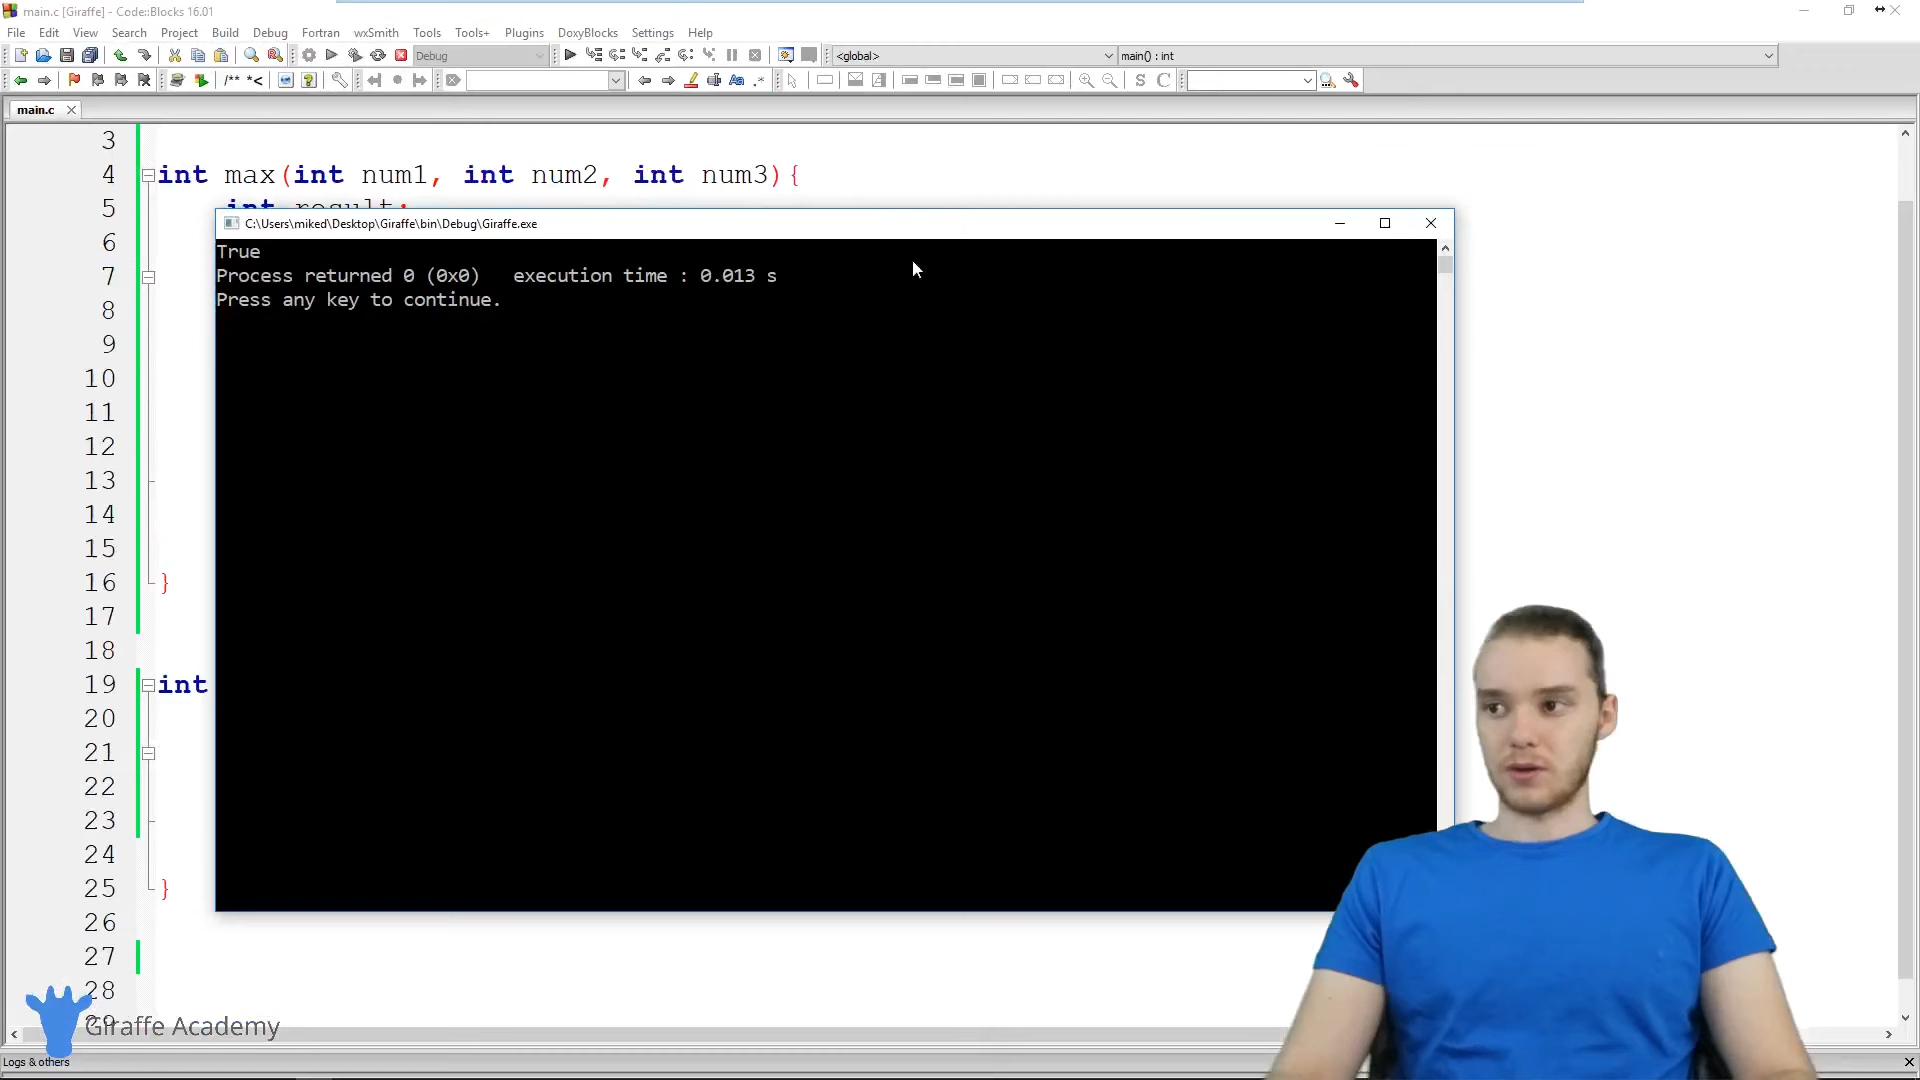 main.c [Giraffe] - Code::Blocks 16.01
File Edit View Search Project Build Debug Fortran wxSmith Tools Tools+ Plugins DoxyBlocks Settings Help
Debug <global> main() : int
/** *<
main.c
3
4 int max(int num1, int num2, int num3){
5 int result;
C:\Users\miked\Desktop\Giraffe\bin\Debug\Giraffe.exe
6 True
7 Process returned 0 (0x0)   execution time : 0.013 s
8 Press any key to continue.
9
10
11
12
13
14
15
16 }
17
18
19 int
20
21
22
23
24
25 }
26
27
28
Giraffe Academy
Logs & others